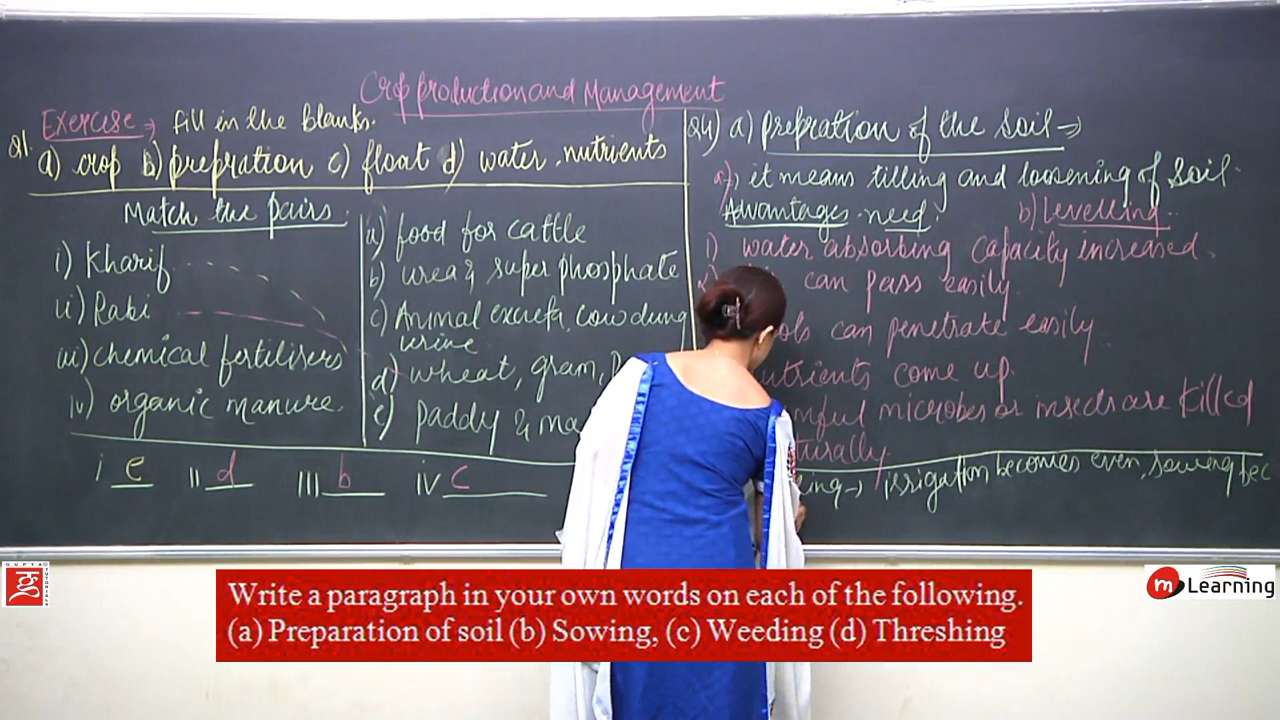 Crop production and Management
Exercise → fill in the blanks.
Q1. a) crop b) prepration c) float d) water, nutrients
Match the pairs.
i) Kharif
ii) Rabi
iii) chemical fertilisers
iv) organic manure.
a) food for cattle
b) urea & super phosphate
c) Animal excreta, cow dung
urine
d) wheat, gram,
e) paddy &
i e ii d iii b iv c
Q4) a) prepration of the soil →
a → it means tilling and loosening of soil.
Advantages. need. b) Levelling.
1) water absorbing capacity increased.
can pass easily.
can penetrate easily.
come up.
microbes or insects are killed
→ irrigation becomes even, sowing bec
GUPTA TUTORIALS
m Learning
Write a paragraph in your own words on each of the following.
(a) Preparation of soil (b) Sowing, (c) Weeding (d) Threshing